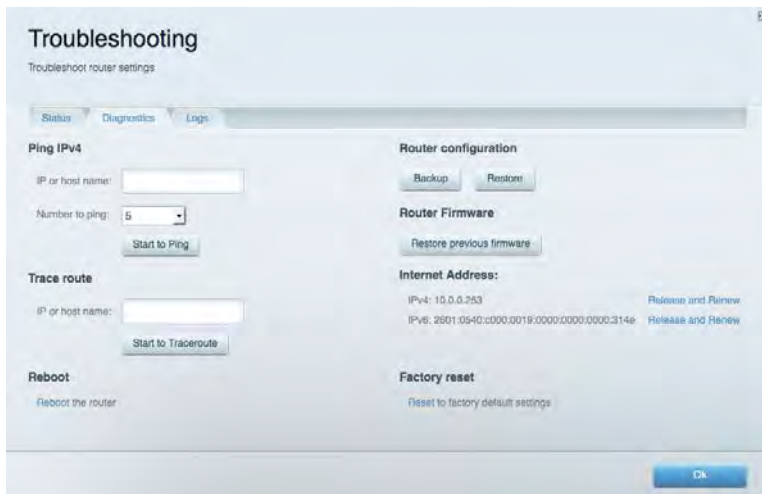 Troubleshooting
Troubleshoot router settings
Status Diagnostics Logs
Ping IPv4
IP or host name:
Number to ping: 5
Start to Ping
Trace route
IP or host name:
Start to Traceroute
Reboot
Reboot the router
Router configuration
Backup Restore
Router Firmware
Restore previous firmware
Internet Address:
IPv4: 10.0.0.253 Release and Renew
IPv6: 2601:0540:c000:0019:0000:0000:0000:314e Release and Renew
Factory reset
Reset to factory default settings
Ok